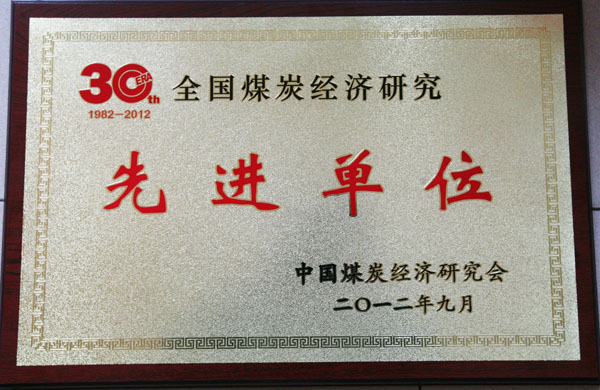 30th ERA 全国煤炭经济研究
1982-2012
先进单位
中国煤炭经济研究会
二〇一二年九月